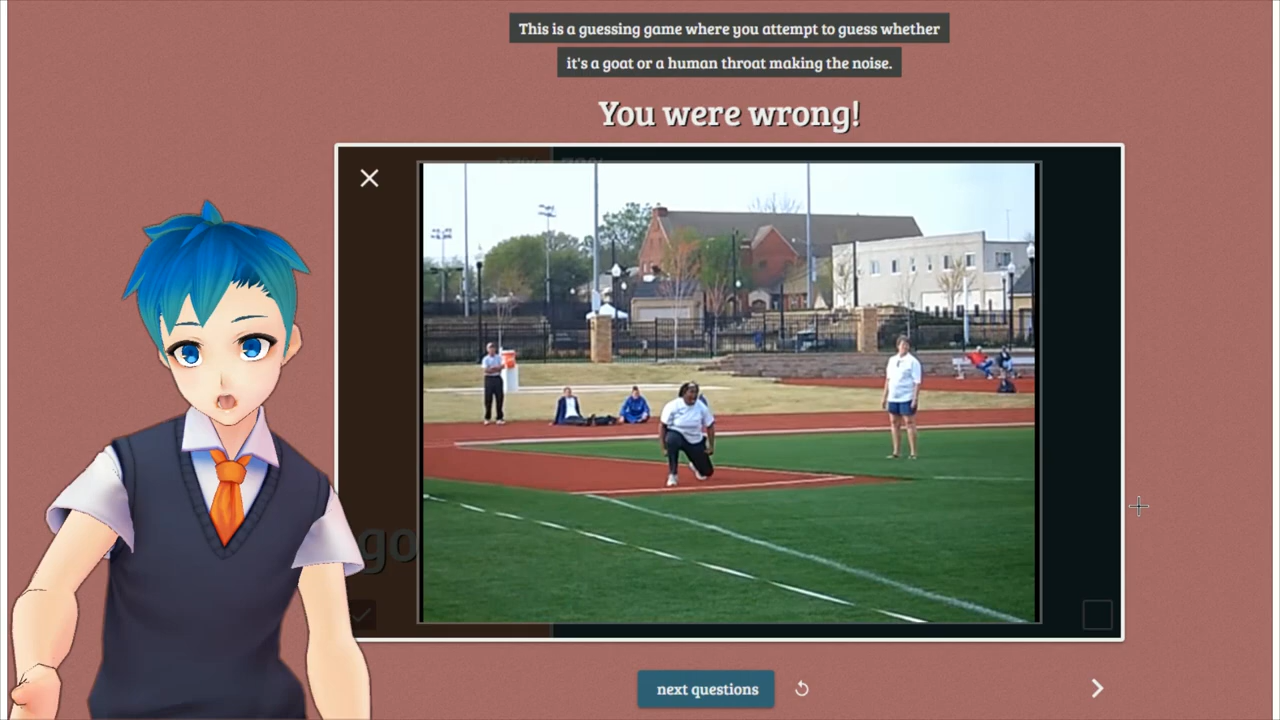 This is a guessing game where you attempt to guess whether
it's a goat or a human throat making the noise.
You were wrong!
go
next questions